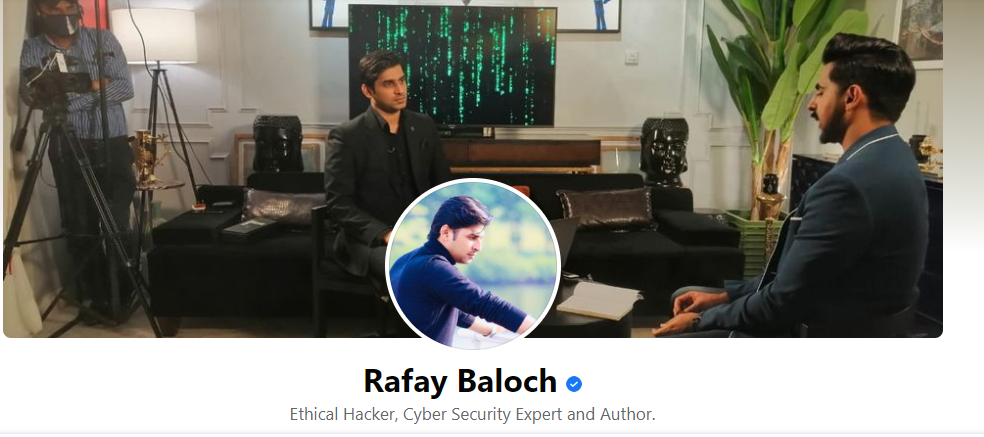 Rafay Baloch
Ethical Hacker, Cyber Security Expert and Author.